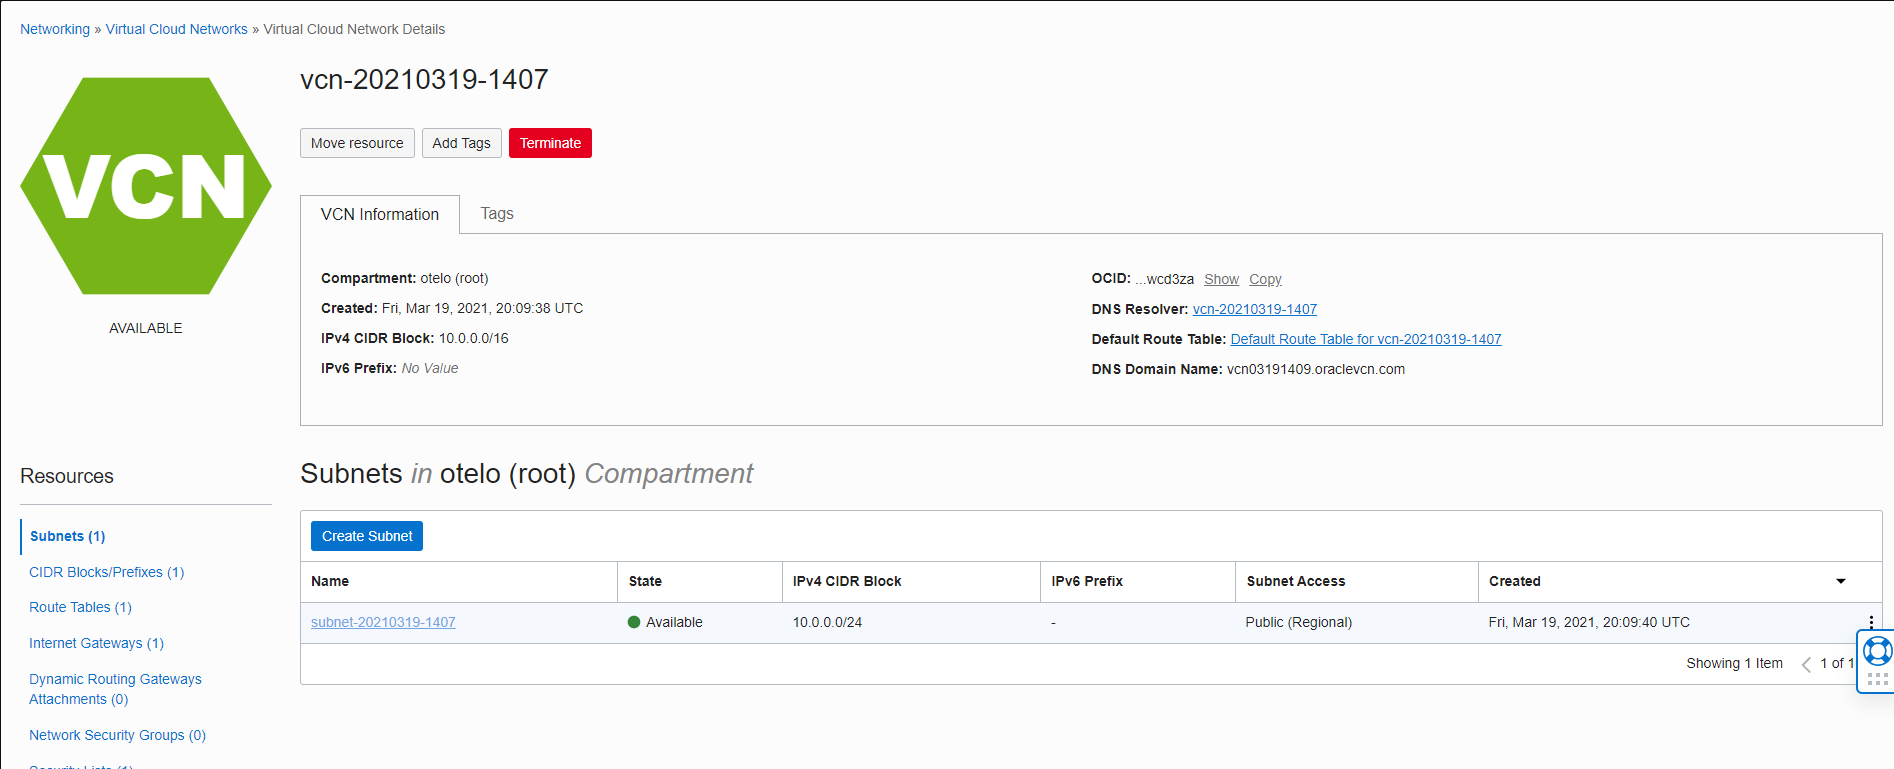 Networking » Virtual Cloud Networks » Virtual Cloud Network Details
VCN
AVAILABLE
vcn-20210319-1407
Move resource Add Tags Terminate
VCN Information Tags
Compartment: otelo (root)
Created: Fri, Mar 19, 2021, 20:09:38 UTC
IPv4 CIDR Block: 10.0.0.0/16
IPv6 Prefix: No Value
OCID: ...wcd3za Show Copy
DNS Resolver: vcn-20210319-1407
Default Route Table: Default Route Table for vcn-20210319-1407
DNS Domain Name: vcn03191409.oraclevcn.com
Resources
Subnets (1)
CIDR Blocks/Prefixes (1)
Route Tables (1)
Internet Gateways (1)
Dynamic Routing Gateways
Attachments (0)
Network Security Groups (0)
Security Lists (1)
Subnets in otelo (root) Compartment
Create Subnet
Name State IPv4 CIDR Block IPv6 Prefix Subnet Access Created
subnet-20210319-1407 Available 10.0.0.0/24 - Public (Regional) Fri, Mar 19, 2021, 20:09:40 UTC
Showing 1 Item 1 of 1